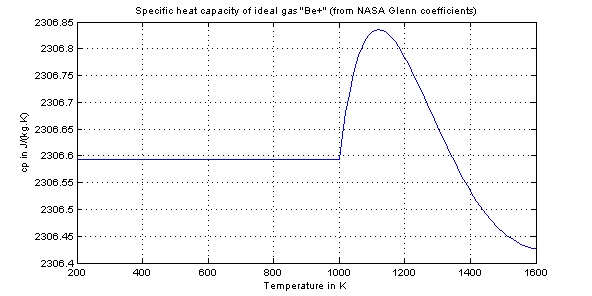 Specific heat capacity of ideal gas "Be+" (from NASA Glenn coefficients)
2306.85
2306.8
2306.75
2306.7
2306.65
2306.6
2306.55
2306.5
2306.45
2306.4
cp in J/(kg.K)
200 400 600 800 1000 1200 1400 1600
Temperature in K